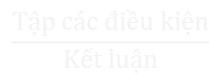 Tập các điều kiện
Kết luận